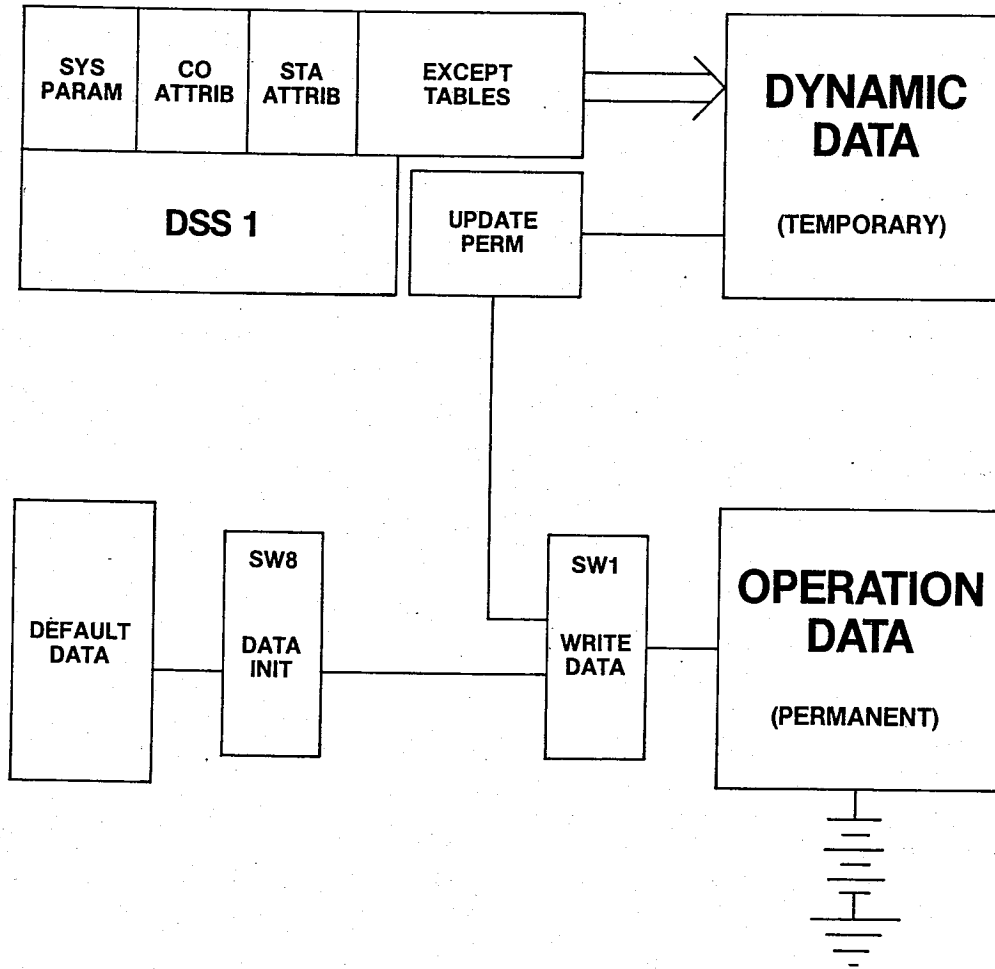 SYS
PARAM
CO
ATTRIB
STA
ATTRIB
EXCEPT
TABLES
DYNAMIC
DATA
(TEMPORARY)
DSS 1
UPDATE
PERM
DEFAULT
DATA
SW8
DATA
INIT
SW1
WRITE
DATA
OPERATION
DATA
(PERMANENT)